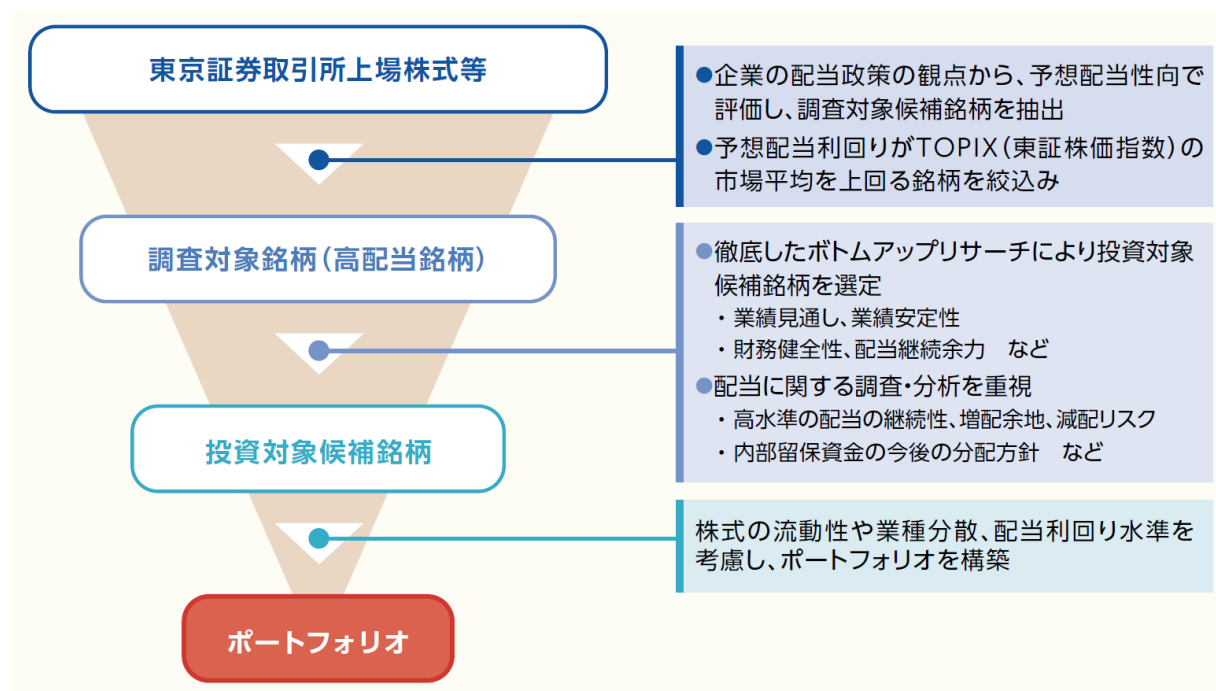 東京証券取引所上場株式等
●企業の配当政策の観点から、予想配当性向で
評価し、調査対象候補銘柄を抽出
●予想配当利回りがTOPIX(東証株価指数)の
市場平均を上回る銘柄を絞込み
調査対象銘柄(高配当銘柄)
●徹底したボトムアップリサーチにより投資対象
候補銘柄を選定
・業績見通し、業績安定性
・財務健全性、配当継続余力　など
●配当に関する調査・分析を重視
・高水準の配当の継続性、増配余地、減配リスク
・内部留保資金の今後の分配方針　など
投資対象候補銘柄
株式の流動性や業種分散、配当利回り水準を
考慮し、ポートフォリオを構築
ポートフォリオ